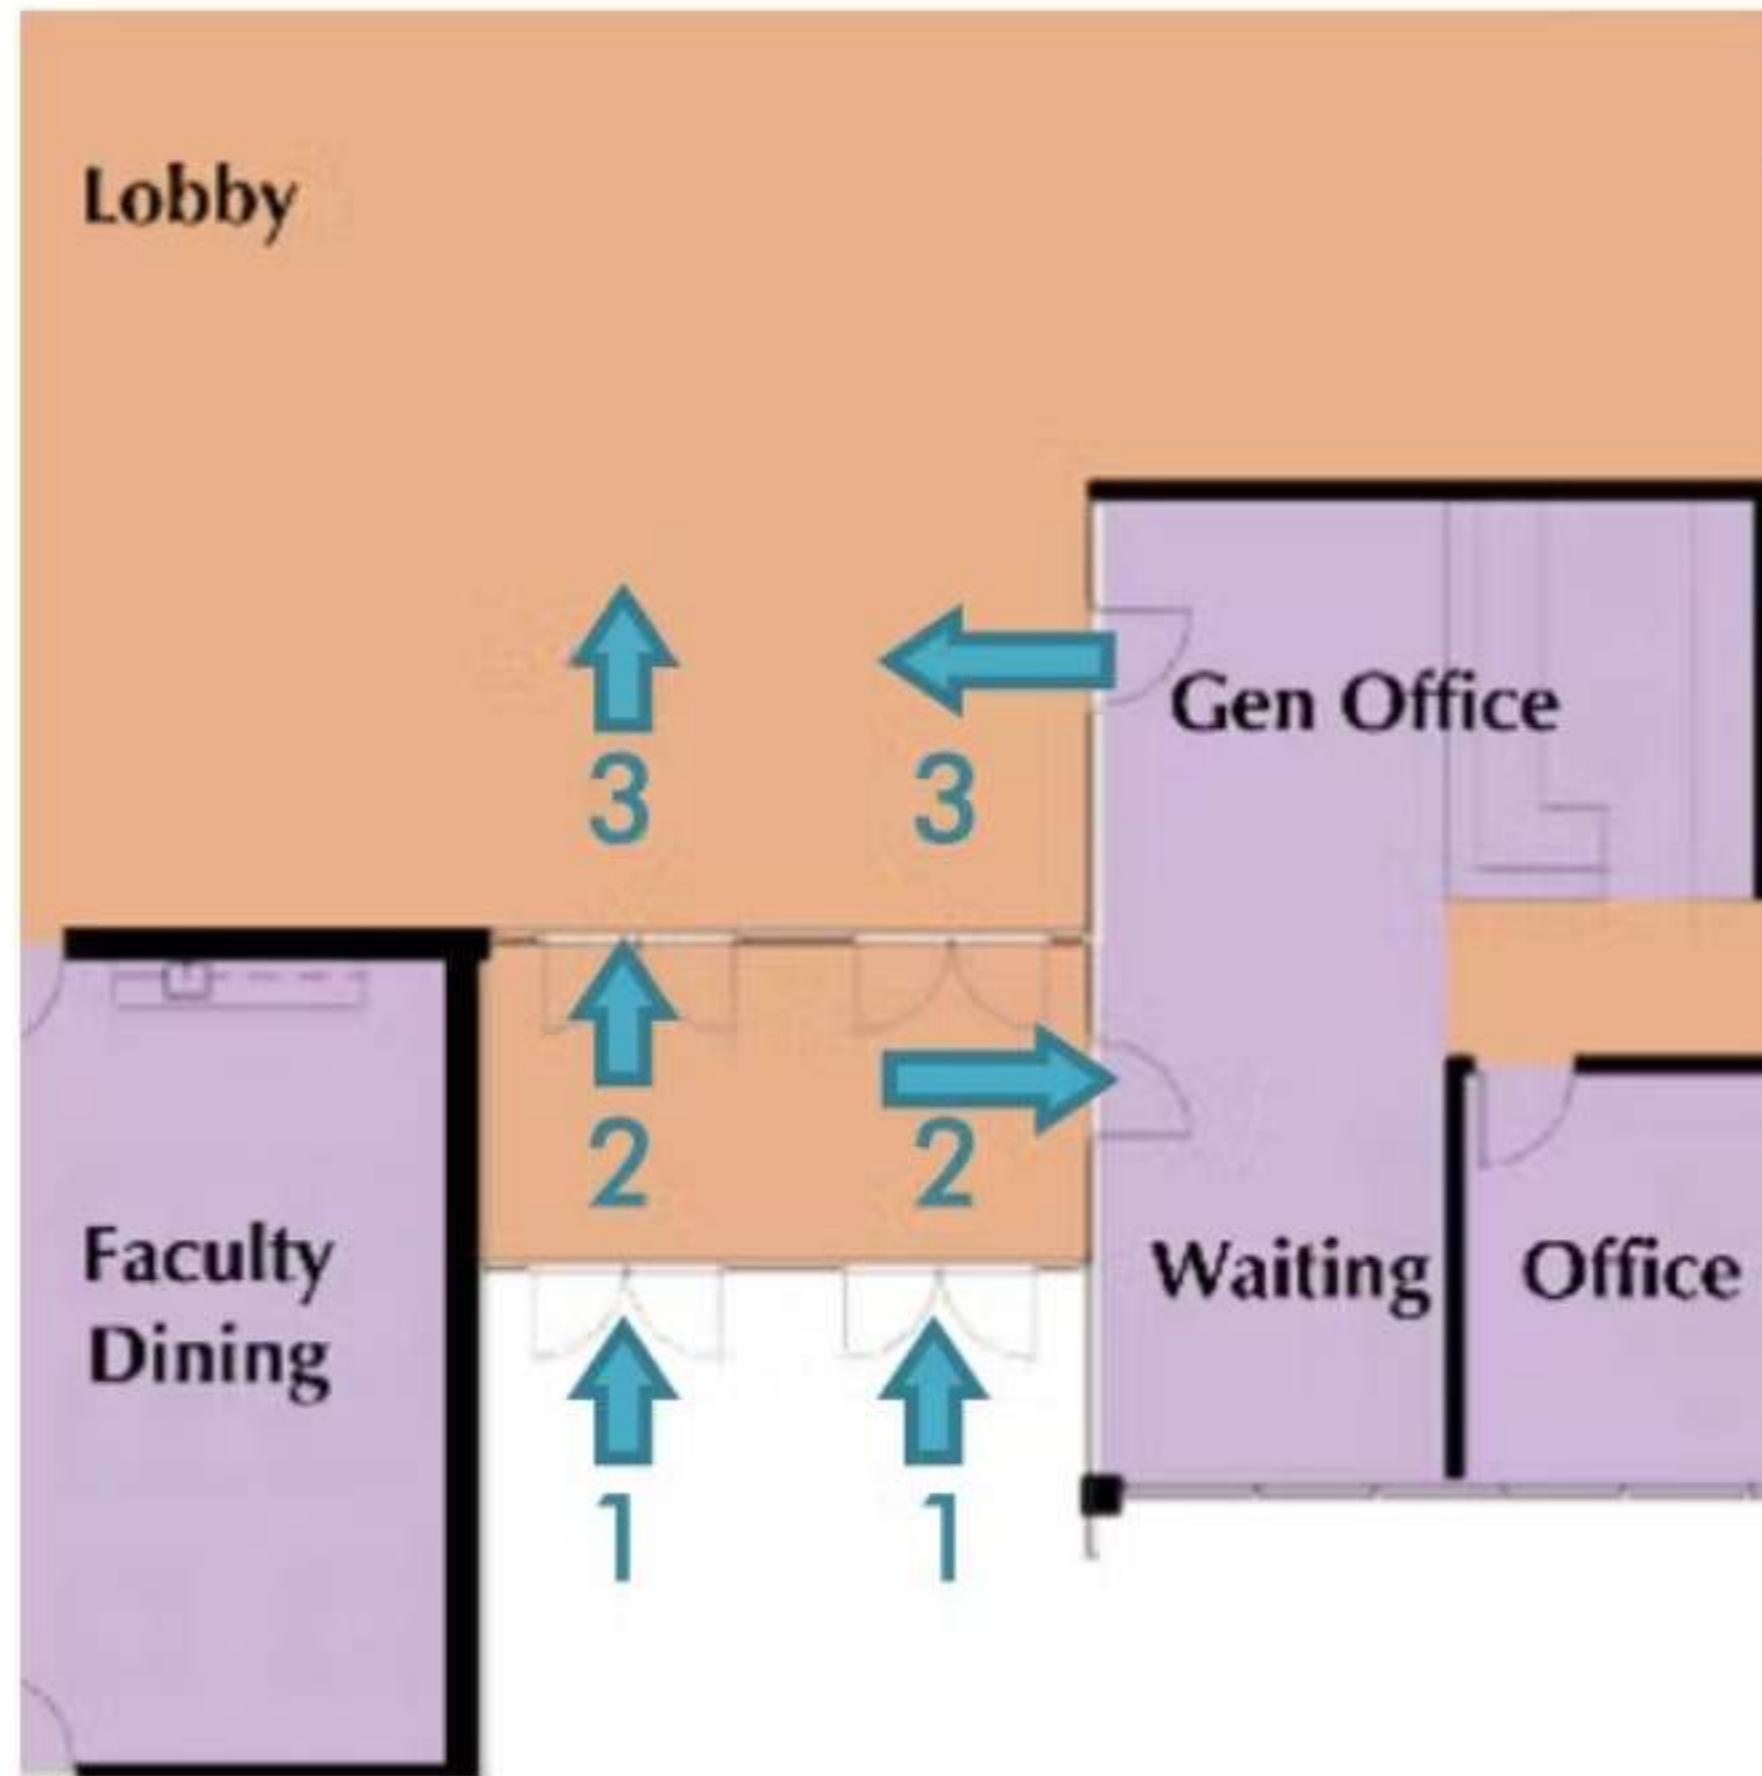 Lobby
Gen Office
3 3
2 2
Faculty
Dining
Waiting
Office
1 1